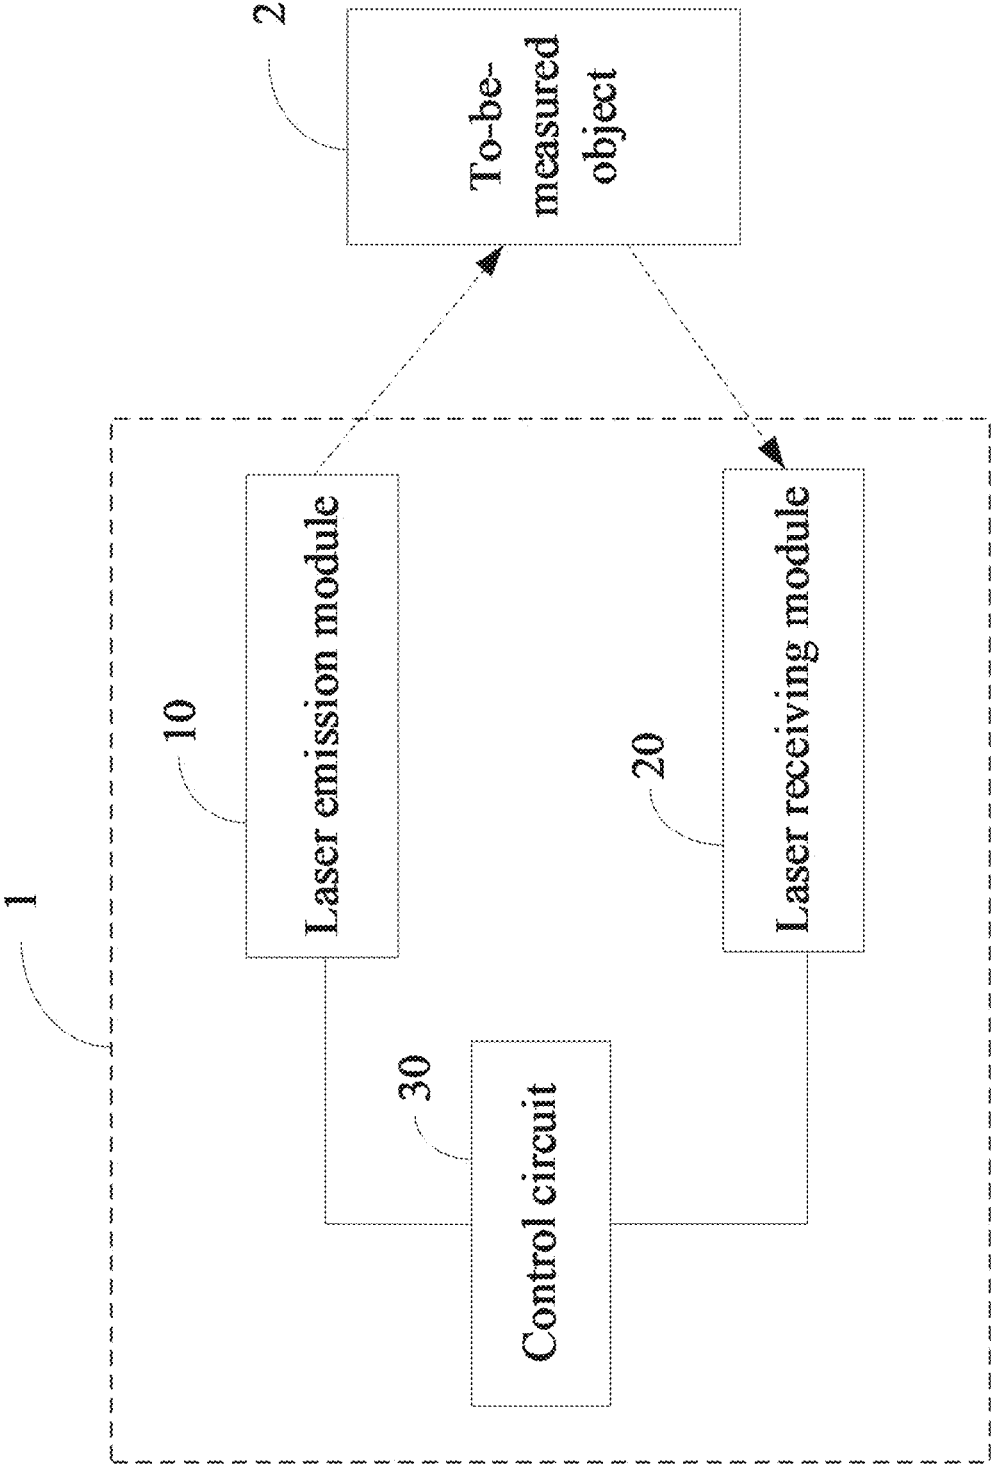 1
10
Laser emission module
2
To-be-
measured
object
30
Control circuit
20
Laser receiving module